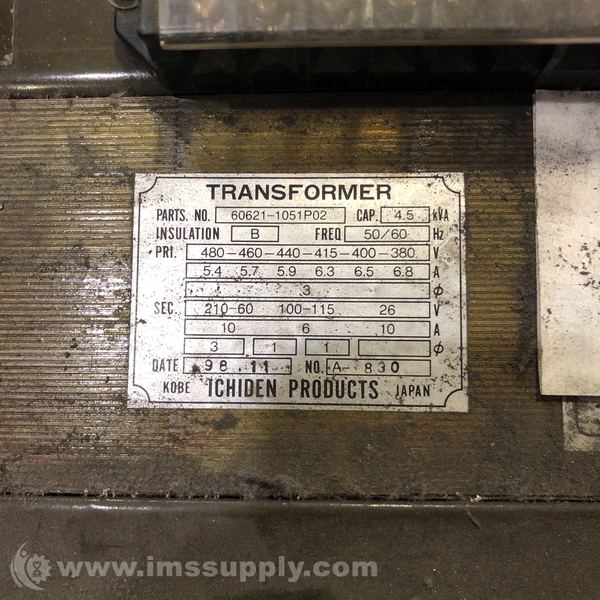 TRANSFORMER
PARTS. NO. 60621-1051P02 CAP. 4.5 kVA
INSULATION B FREQ 50/60 Hz
PRI. 480-460-440-415-400-380 V
5.4 5.7 5.9 6.3 6.5 6.8 A
3 ϕ
SEC. 210-60 100-115 26 V
10 6 10 A
3 1 1 ϕ
DATE 98 11 NO. A- 830
KOBE ICHIDEN PRODUCTS JAPAN
www.imssupply.com